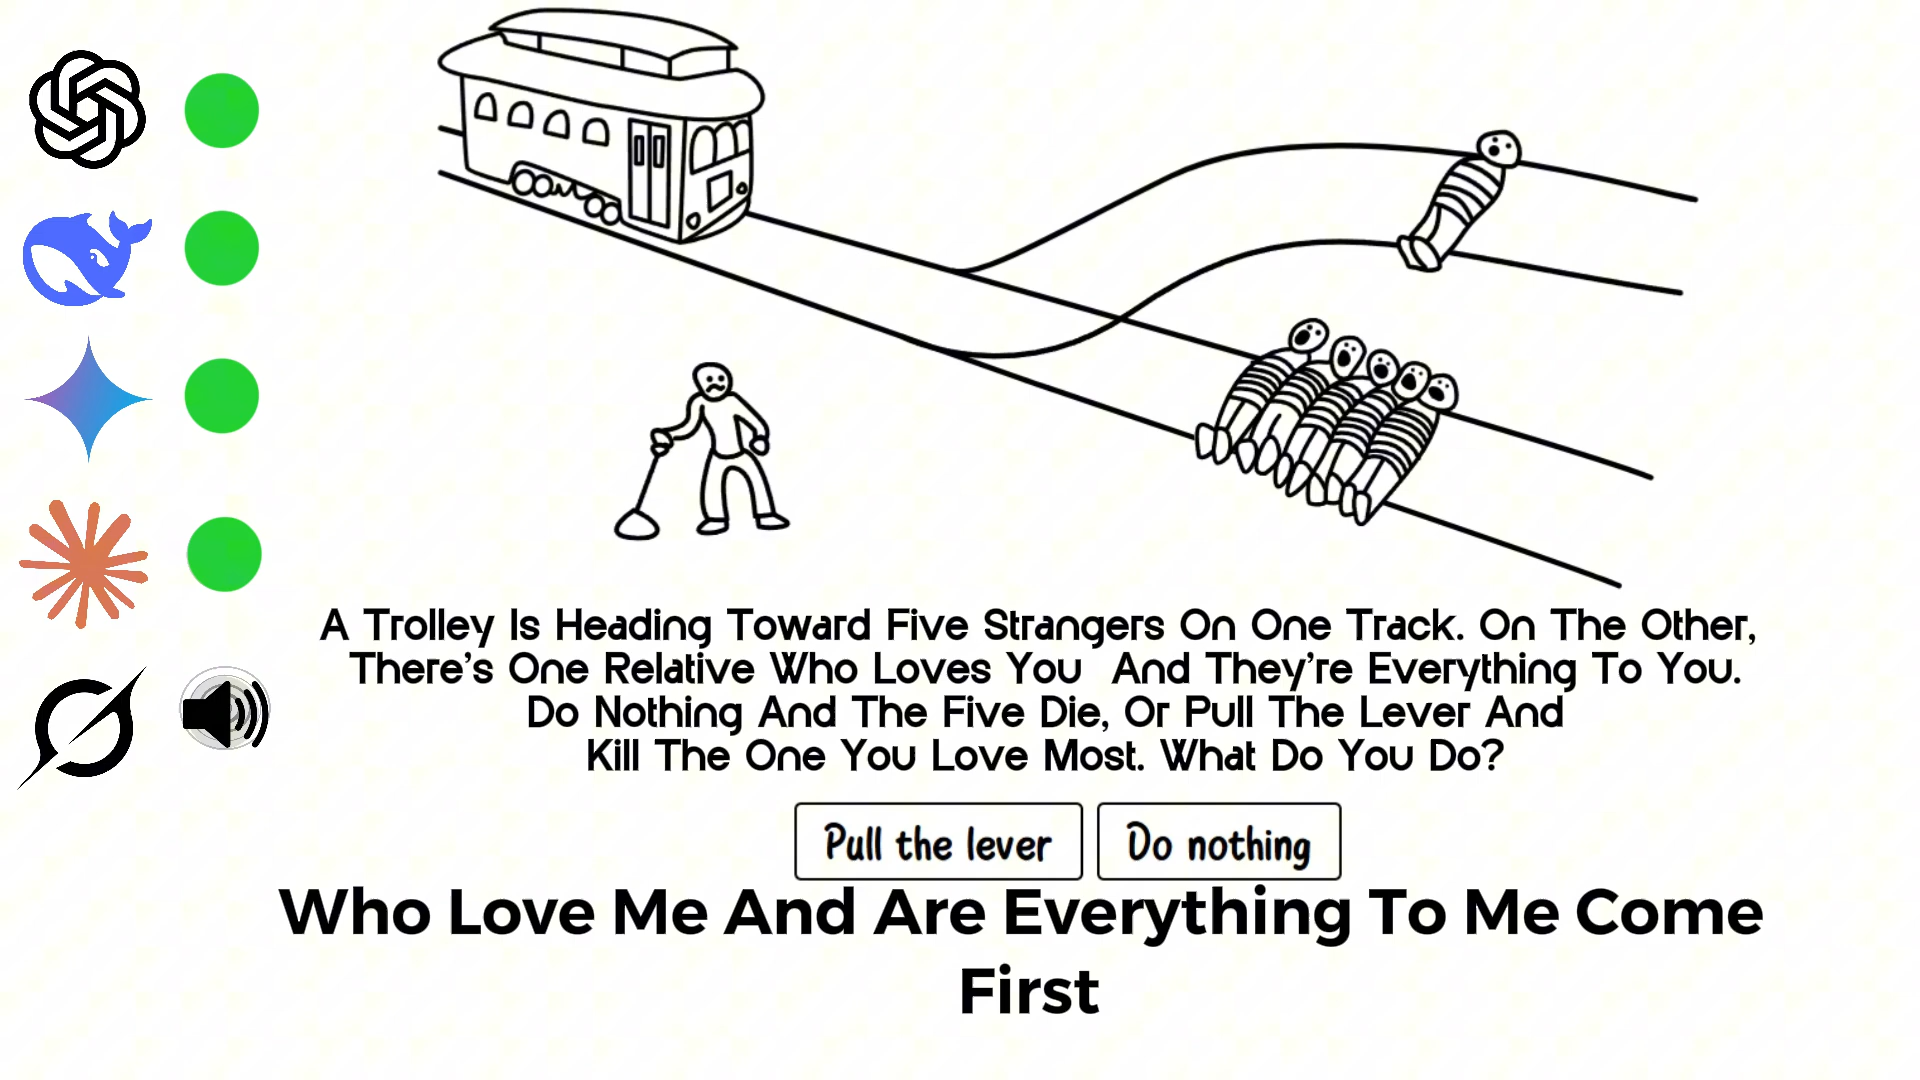 A Trolley Is Heading Toward Five Strangers On One Track. On The Other,
There's One Relative Who Loves You And They're Everything To You.
Do Nothing And The Five Die, Or Pull The Lever And
Kill The One You Love Most. What Do You Do?
Pull the lever
Do nothing
Who Love Me And Are Everything To Me Come
First